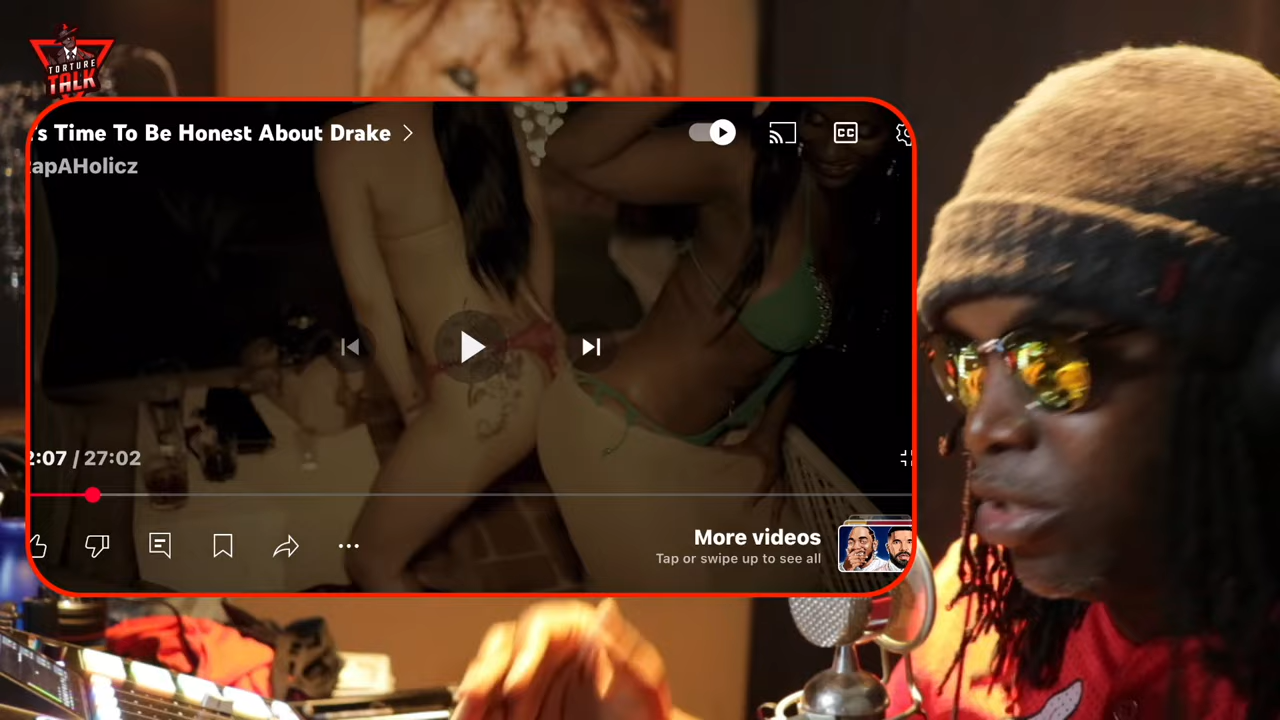 TORTURE
TALK
's Time To Be Honest About Drake
apAHolicz
CC
2:07 / 27:02
More videos
Tap or swipe up to see all